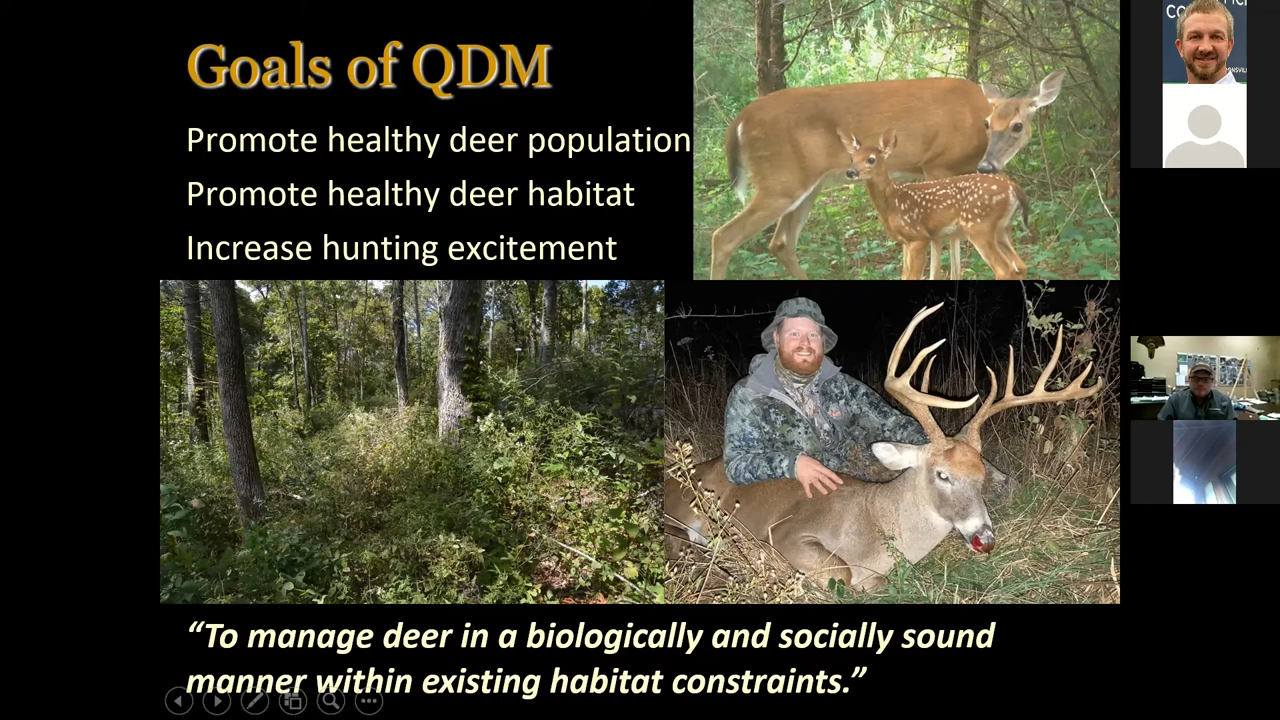 Goals of QDM
Promote healthy deer population
Promote healthy deer habitat
Increase hunting excitement
“To manage deer in a biologically and socially sound
manner within existing habitat constraints.”